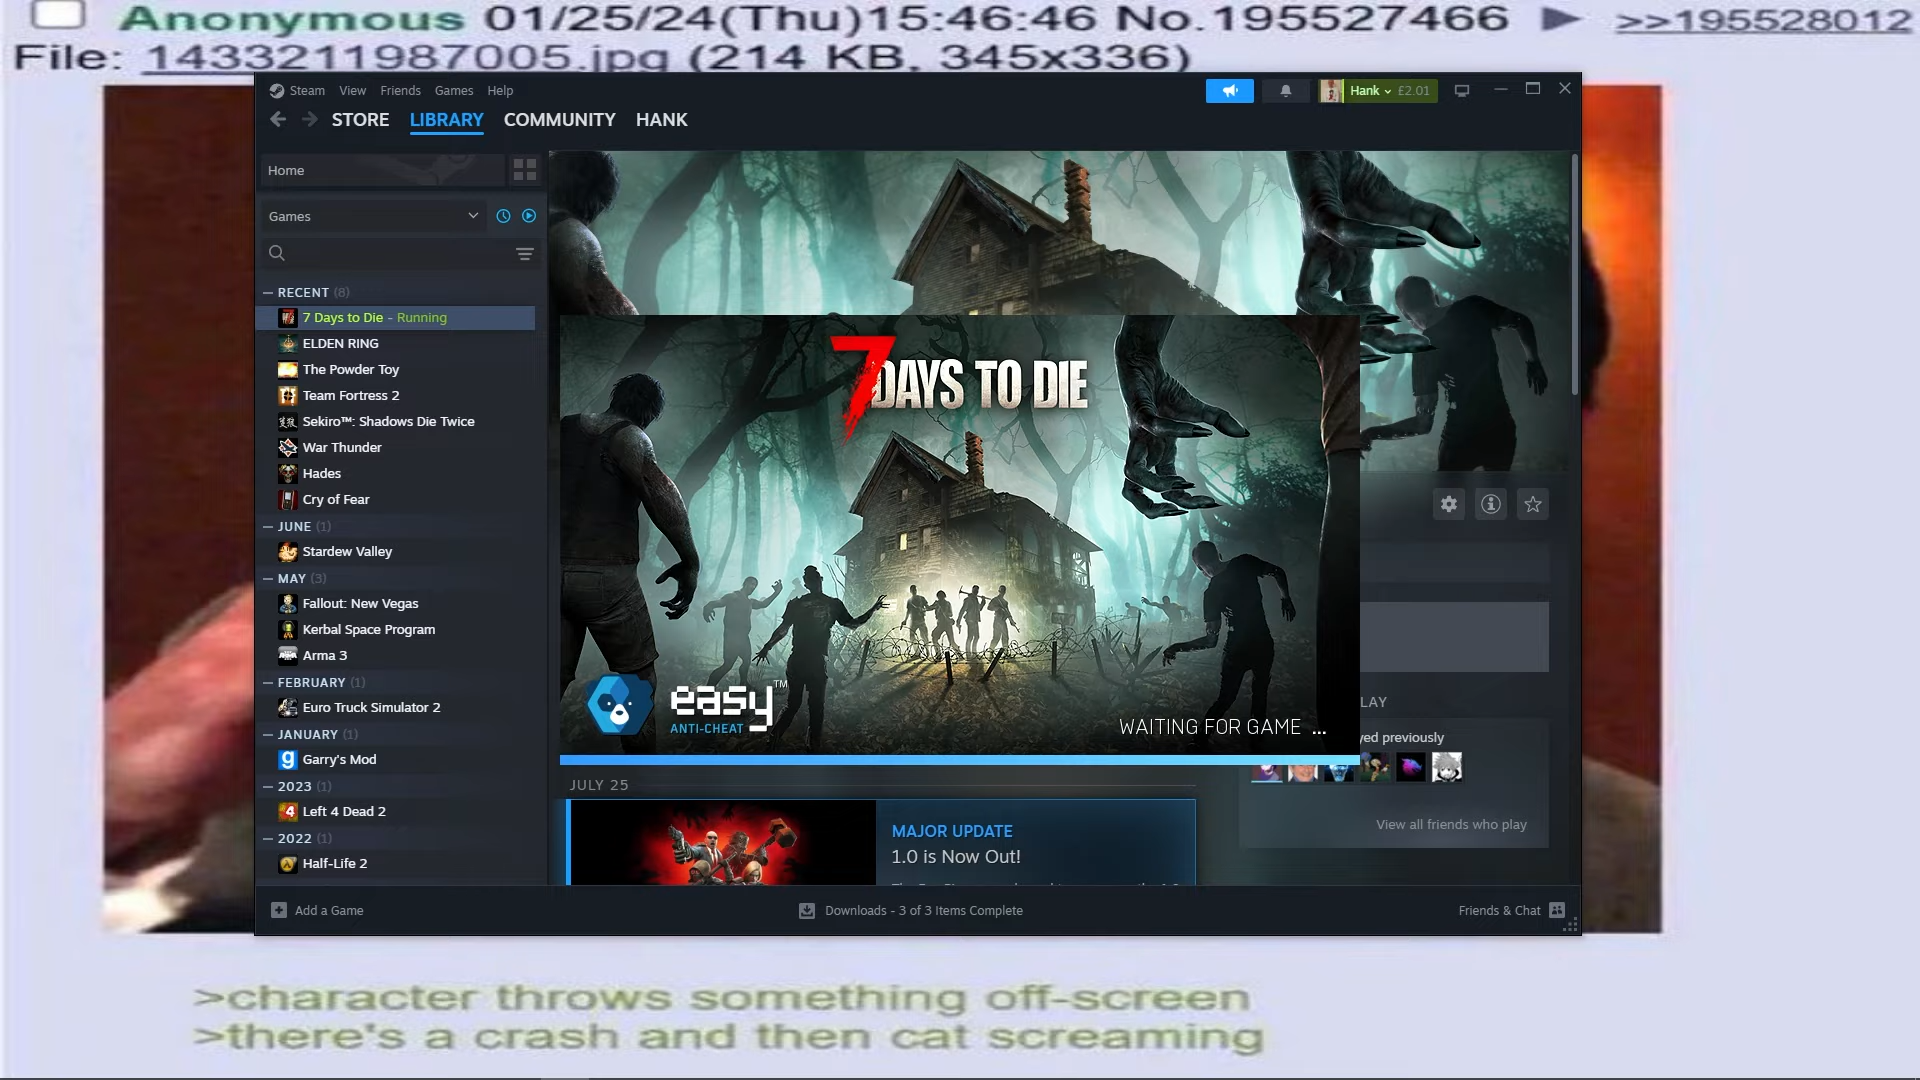 Anonymous 01/25/24(Thu)15:46:46 No.195527466 ▶ >>195528012
File: 1433211987005.jpg (214 KB, 345x336)
Steam View Friends Games Help
Hank £2.01
STORE LIBRARY COMMUNITY HANK
Home
Games
RECENT (8)
7 Days to Die - Running
ELDEN RING
The Powder Toy
Team Fortress 2
Sekiro™: Shadows Die Twice
War Thunder
Hades
Cry of Fear
JUNE (1)
Stardew Valley
MAY (3)
Fallout: New Vegas
Kerbal Space Program
Arma 3
FEBRUARY (1)
Euro Truck Simulator 2
JANUARY (1)
Garry's Mod
2023 (1)
Left 4 Dead 2
2022 (1)
Half-Life 2
7 DAYS TO DIE
easy™
ANTI-CHEAT
WAITING FOR GAME ...
LAY
yed previously
View all friends who play
JULY 25
MAJOR UPDATE
1.0 is Now Out!
Add a Game
Downloads - 3 of 3 Items Complete
Friends & Chat
>character throws something off-screen
>there's a crash and then cat screaming